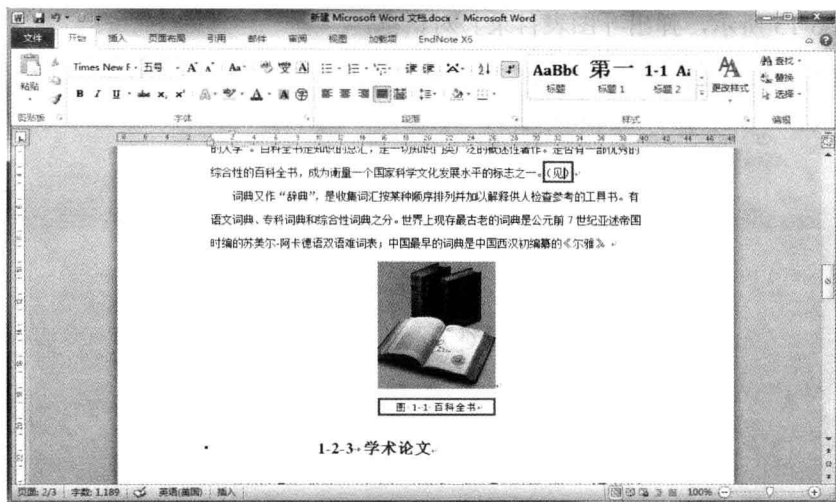 新建 Microsoft Word 文档.docx - Microsoft Word
文件 开始 插入 页面布局 引用 邮件 审阅 视图 加载项 EndNote X6
Times New F 五号
粘贴
AaBb( 第一 1-1 A
标题 标题 1 标题 2
更改样式
查找
替换
选择
剪贴板 字体 段落 样式 编辑
综合性的百科全书，成为衡量一个国家科学文化发展水平的标志之一。（见）
词典又作“辞典”，是收集词汇按某种顺序排列并加以解释供人检查参考的工具书。有
语文词典、专科词典和综合性词典之分。世界上现存最古老的词典是公元前 7 世纪亚述帝国
时编的苏美尔-阿卡德语双语难词表；中国最早的词典是中国西汉初编纂的《尔雅》
图 1-1 百科全书
1-2-3 学术论文
页面: 2/3 字数: 1,189 英语(美国) 插入 100%